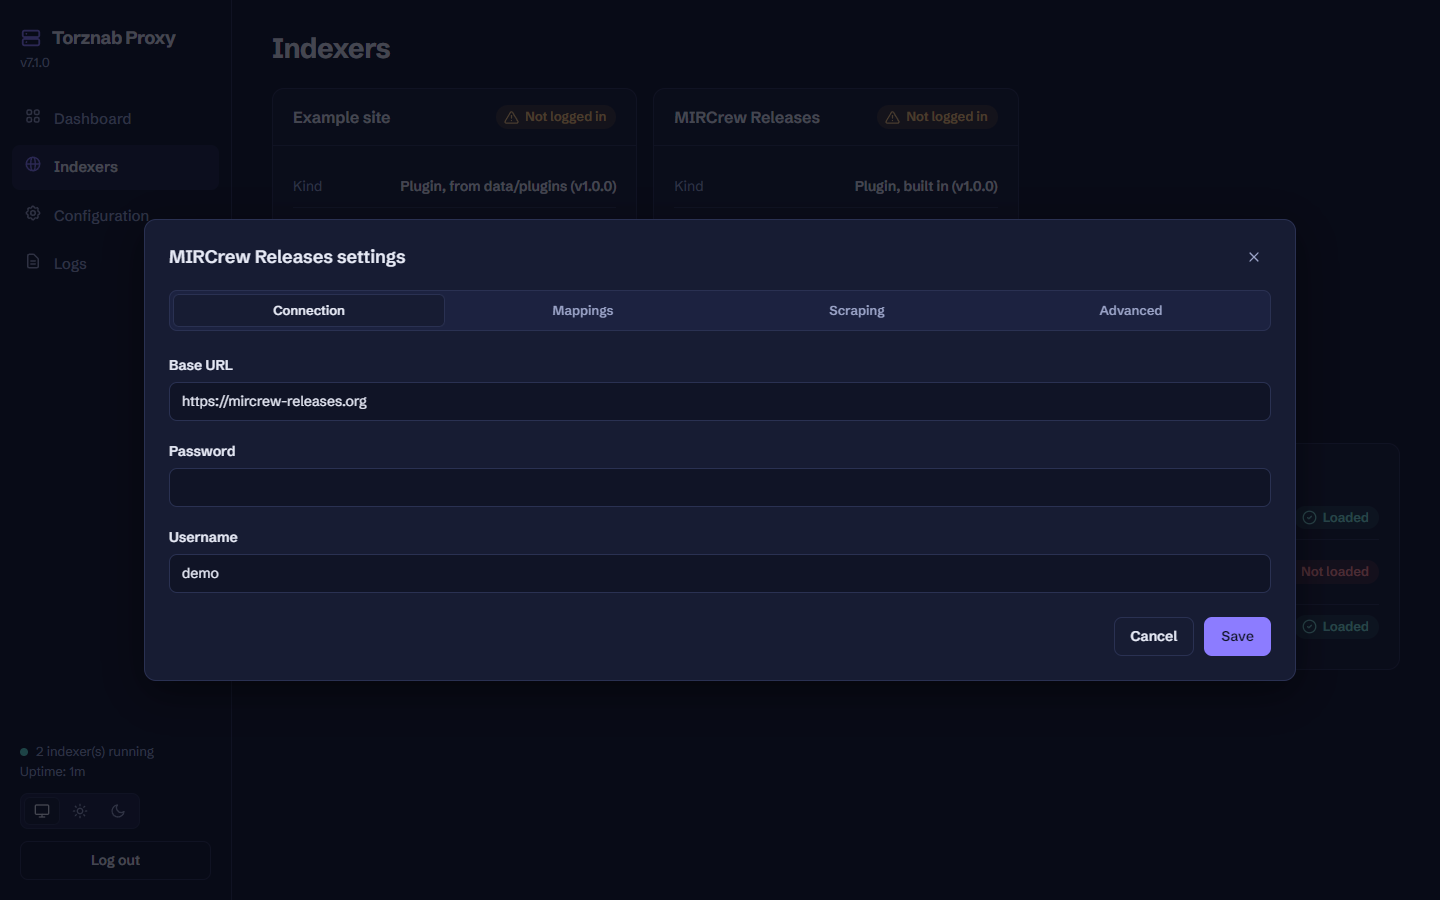 Torznab Proxy
v7.1.0
Dashboard
Indexers
Configuration
Logs
2 indexer(s) running
Uptime: 1m
Log out
Indexers
Example site
Not logged in
Kind
Plugin, from data/plugins (v1.0.0)
MIRCrew Releases
Not logged in
Kind
Plugin, built in (v1.0.0)
Loaded
Not loaded
Loaded
MIRCrew Releases settings
Connection
Mappings
Scraping
Advanced
Base URL
https://mircrew-releases.org
Password
Username
demo
Cancel
Save